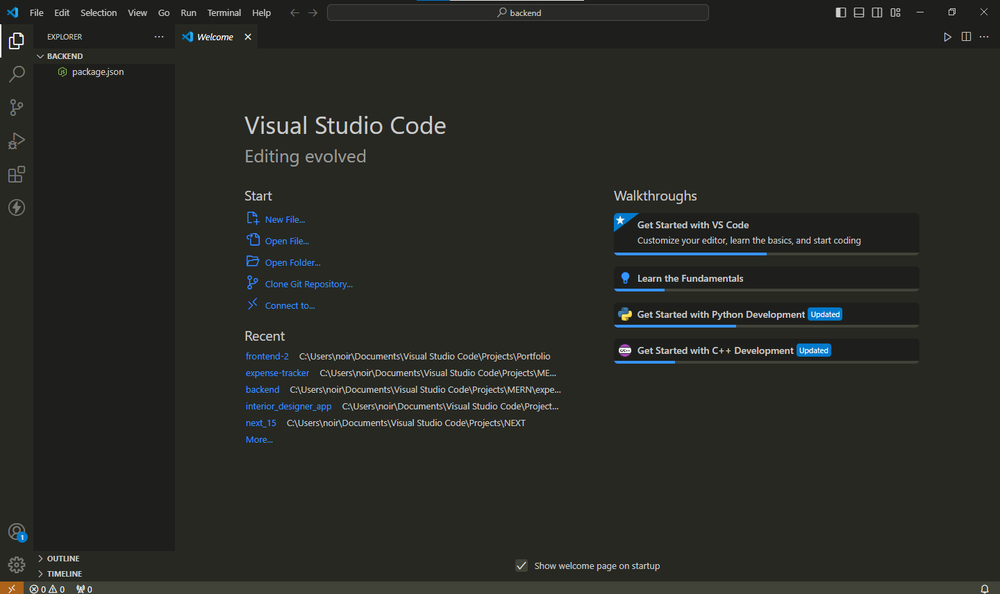 File Edit Selection View Go Run Terminal Help
backend
EXPLORER
Welcome
BACKEND
package.json
Visual Studio Code
Editing evolved
Start
New File...
Open File...
Open Folder...
Clone Git Repository...
Connect to...
Recent
frontend-2 C:\Users\noir\Documents\Visual Studio Code\Projects\Portfolio
expense-tracker C:\Users\noir\Documents\Visual Studio Code\Projects\ME...
backend C:\Users\noir\Documents\Visual Studio Code\Projects\MERN\expe...
interior_designer_app C:\Users\noir\Documents\Visual Studio Code\Project...
next_15 C:\Users\noir\Documents\Visual Studio Code\Projects\NEXT
More...
Walkthroughs
Get Started with VS Code
Customize your editor, learn the basics, and start coding
Learn the Fundamentals
Get Started with Python Development Updated
C/C++ Get Started with C++ Development Updated
1
OUTLINE
TIMELINE
Show welcome page on startup
0 0 0